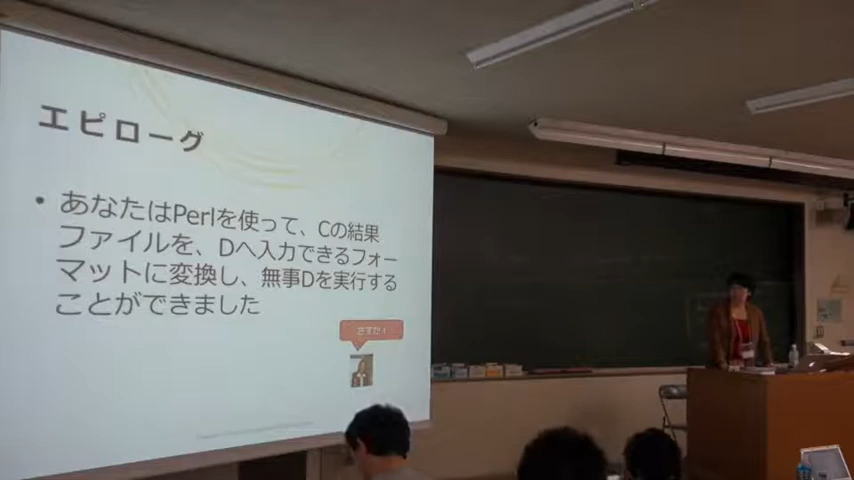 エピローグ
• あなたはPerlを使って、Cの結果
ファイルを、Dへ入力できるフォー
マットに変換し、無事Dを実行する
ことができました
さすが！